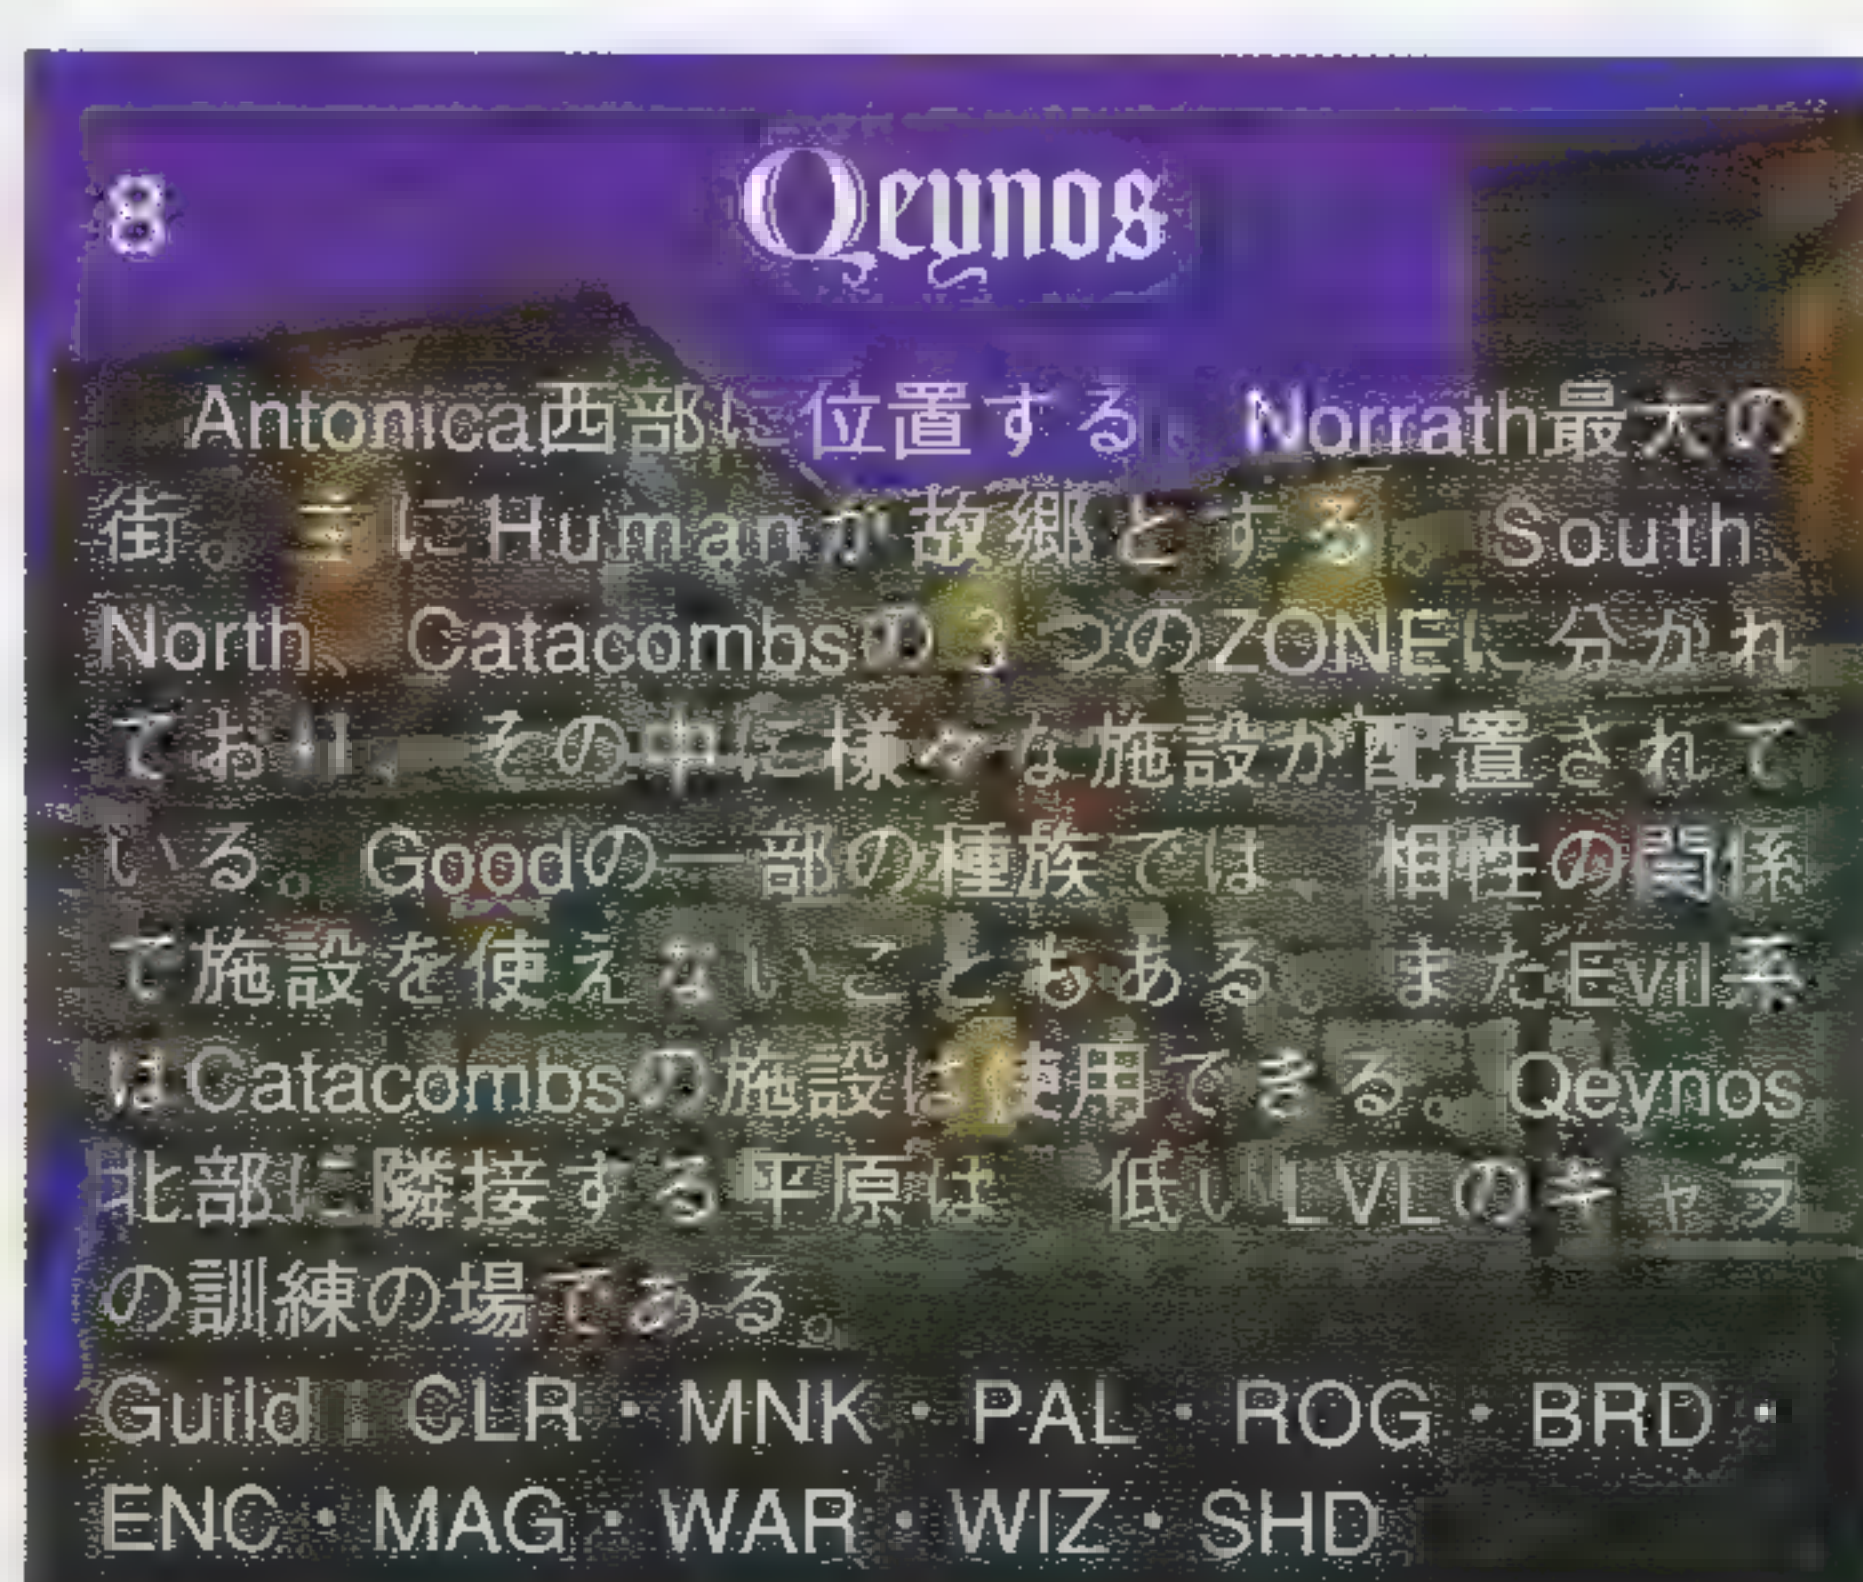 8
Qeynos
Antonica西部に位置する、Norrath最大の
街。主にHumanが故郷とする。South、
North、Catacombsの3つのZONEに分かれ
ており、その中に様々な施設が配置されて
いる。Goodの一部の種族では、相性の関係
で施設を使えないこともある。またEvil系
はCatacombsの施設は使用できる。Qeynos
北部に隣接する平原は、低いLVLのキャラ
の訓練の場である。
Guild：CLR・MNK・PAL・ROG・BRD・
ENC・MAG・WAR・WIZ・SHD